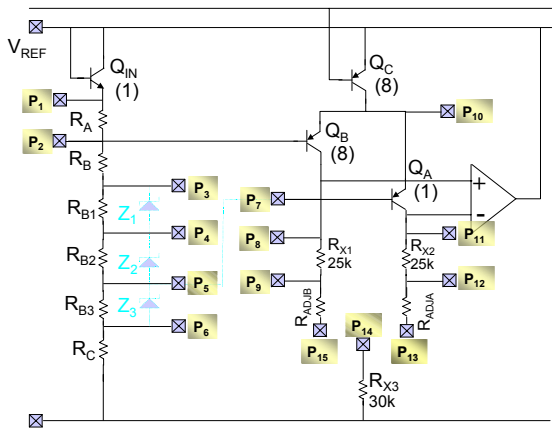 VREF
QIN
(1)
QC
(8)
P1
RA
P10
P2
QB
(8)
RB
QA
(1)
P3
P7
+
-
RB1
Z1
P4
P8
P11
RX1
25k
RX2
25k
RB2
Z2
P5
P9
P12
RB3
Z3
RADJB
RADJA
P6
P14
P15
P13
RC
RX3
30k